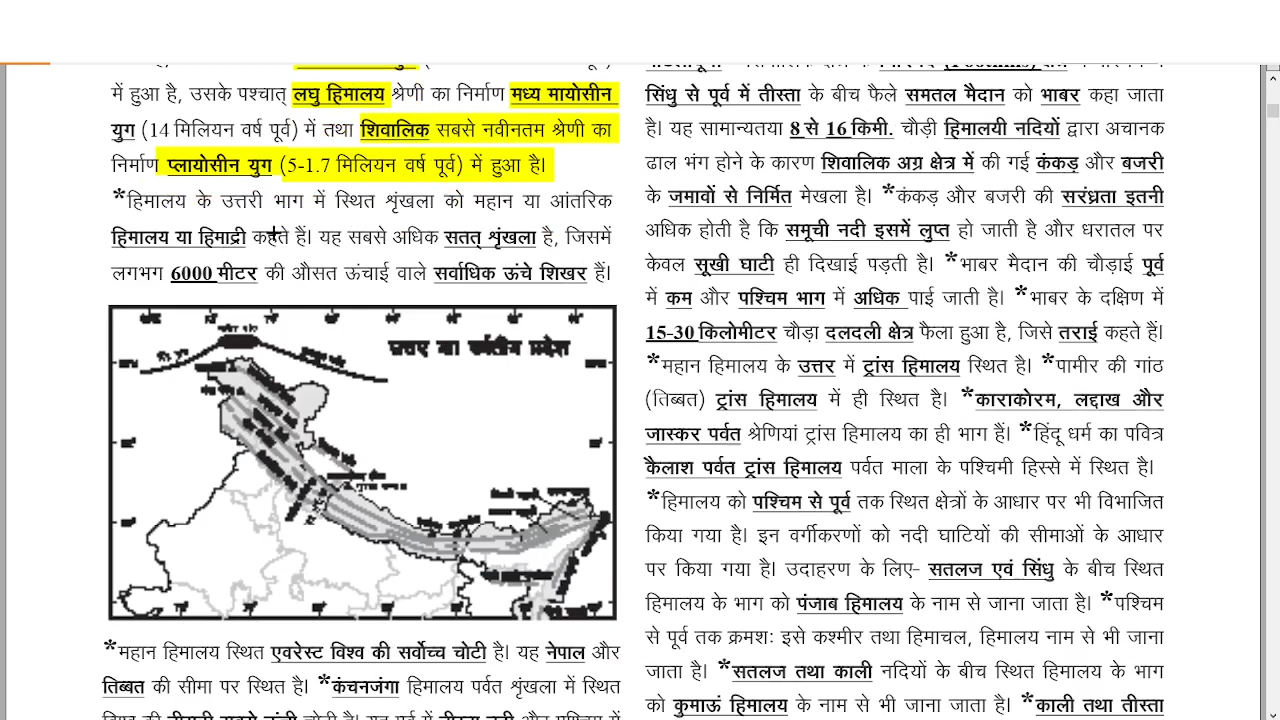 में हुआ है, उसके पश्चात् लघु हिमालय श्रेणी का निर्माण मध्य मायोसीन
युग (14 मिलियन वर्ष पूर्व) में तथा शिवालिक सबसे नवीनतम श्रेणी का
निर्माण प्लायोसीन युग (5-1.7 मिलियन वर्ष पूर्व) में हुआ है।
*हिमालय के उत्तरी भाग में स्थित शृंखला को महान या आंतरिक
हिमालय या हिमाद्री कहते हैं। यह सबसे अधिक सतत् शृंखला है, जिसमें
लगभग 6000 मीटर की औसत ऊंचाई वाले सर्वाधिक ऊंचे शिखर हैं।
उत्तर का पर्वतीय प्रदेश
*महान हिमालय स्थित एवरेस्ट विश्व की सर्वोच्च चोटी है। यह नेपाल और
तिब्बत की सीमा पर स्थित है। *कंचनजंगा हिमालय पर्वत शृंखला में स्थित
सिंधु से पूर्व में तीस्ता के बीच फैले समतल मैदान को भाबर कहा जाता
है। यह सामान्यतया 8 से 16 किमी. चौड़ी हिमालयी नदियों द्वारा अचानक
ढाल भंग होने के कारण शिवालिक अग्र क्षेत्र में की गई कंकड़ और बजरी
के जमावों से निर्मित मेखला है। *कंकड़ और बजरी की सरंध्रता इतनी
अधिक होती है कि समूची नदी इसमें लुप्त हो जाती है और धरातल पर
केवल सूखी घाटी ही दिखाई पड़ती है। *भाबर मैदान की चौड़ाई पूर्व
में कम और पश्चिम भाग में अधिक पाई जाती है। *भाबर के दक्षिण में
15-30 किलोमीटर चौड़ा दलदली क्षेत्र फैला हुआ है, जिसे तराई कहते हैं।
*महान हिमालय के उत्तर में ट्रांस हिमालय स्थित है। *पामीर की गांठ
(तिब्बत) ट्रांस हिमालय में ही स्थित है। *काराकोरम, लद्दाख और
जास्कर पर्वत श्रेणियां ट्रांस हिमालय का ही भाग हैं। *हिंदू धर्म का पवित्र
कैलाश पर्वत ट्रांस हिमालय पर्वत माला के पश्चिमी हिस्से में स्थित है।
*हिमालय को पश्चिम से पूर्व तक स्थित क्षेत्रों के आधार पर भी विभाजित
किया गया है। इन वर्गीकरणों को नदी घाटियों की सीमाओं के आधार
पर किया गया है। उदाहरण के लिए- सतलज एवं सिंधु के बीच स्थित
हिमालय के भाग को पंजाब हिमालय के नाम से जाना जाता है। *पश्चिम
से पूर्व तक क्रमशः इसे कश्मीर तथा हिमाचल, हिमालय नाम से भी जाना
जाता है। *सतलज तथा काली नदियों के बीच स्थित हिमालय के भाग
को कुमाऊं हिमालय के नाम से भी जाना जाता है। *काली तथा तीस्ता